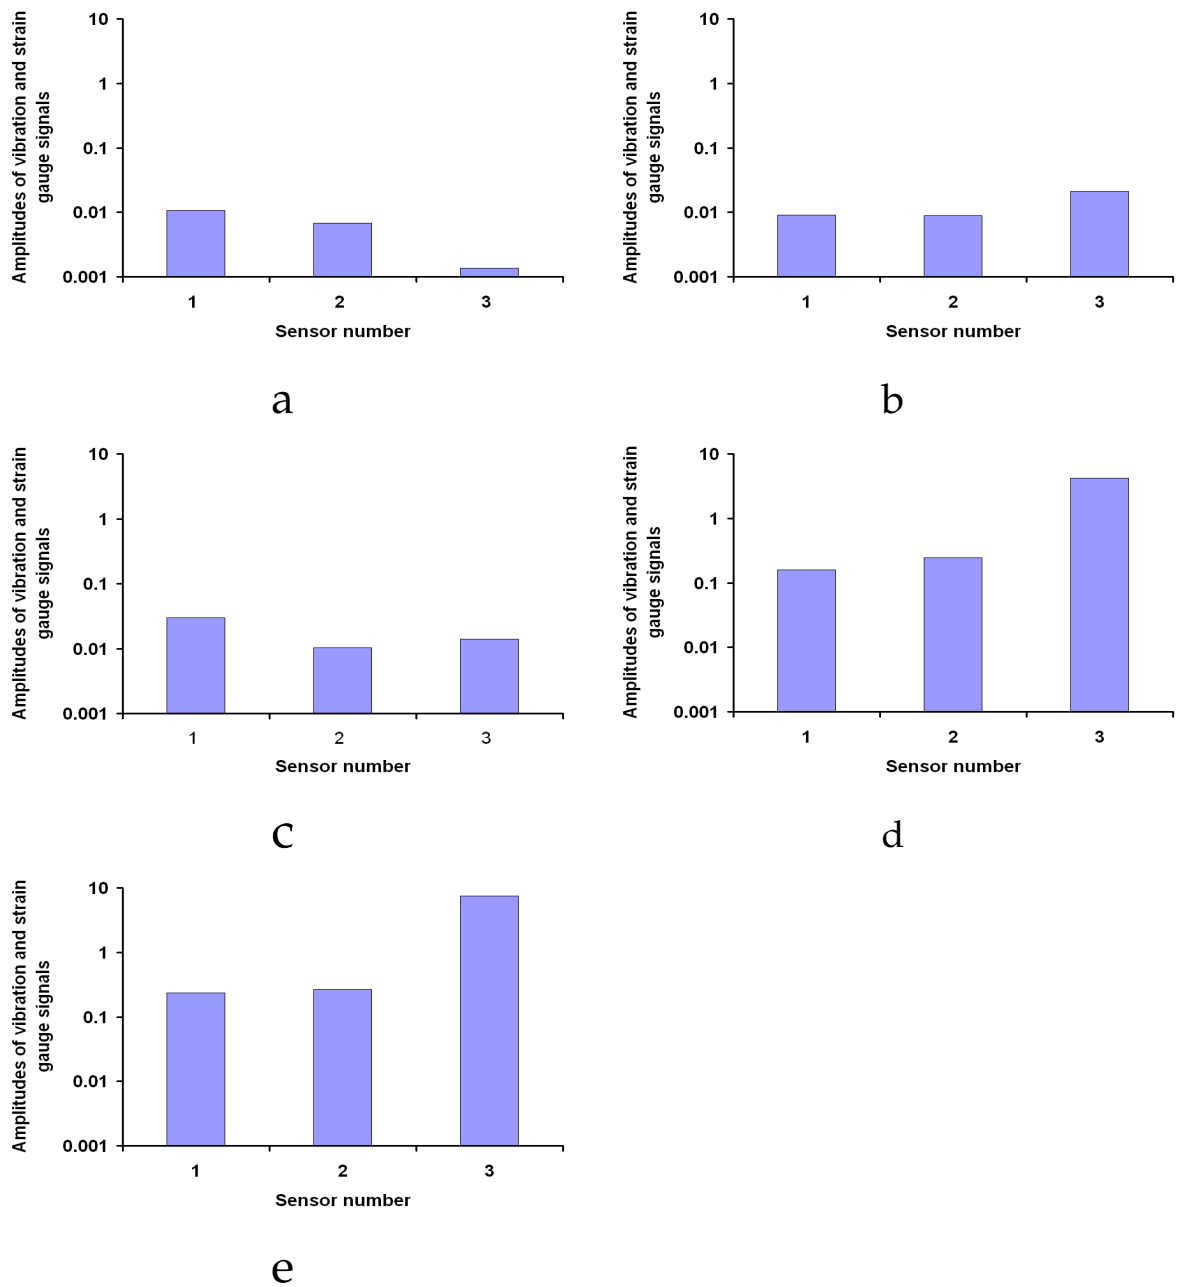 Amplitudes of vibration and strain
gauge signals
10
1
0.1
0.01
0.001
1 2 3
Sensor number
a
Amplitudes of vibration and strain
gauge signals
10
1
0.1
0.01
0.001
1 2 3
Sensor number
b
Amplitudes of vibration and strain
gauge signals
10
1
0.1
0.01
0.001
1 2 3
Sensor number
c
Amplitudes of vibration and strain
gauge signals
10
1
0.1
0.01
0.001
1 2 3
Sensor number
d
Amplitudes of vibration and strain
gauge signals
10
1
0.1
0.01
0.001
1 2 3
Sensor number
e